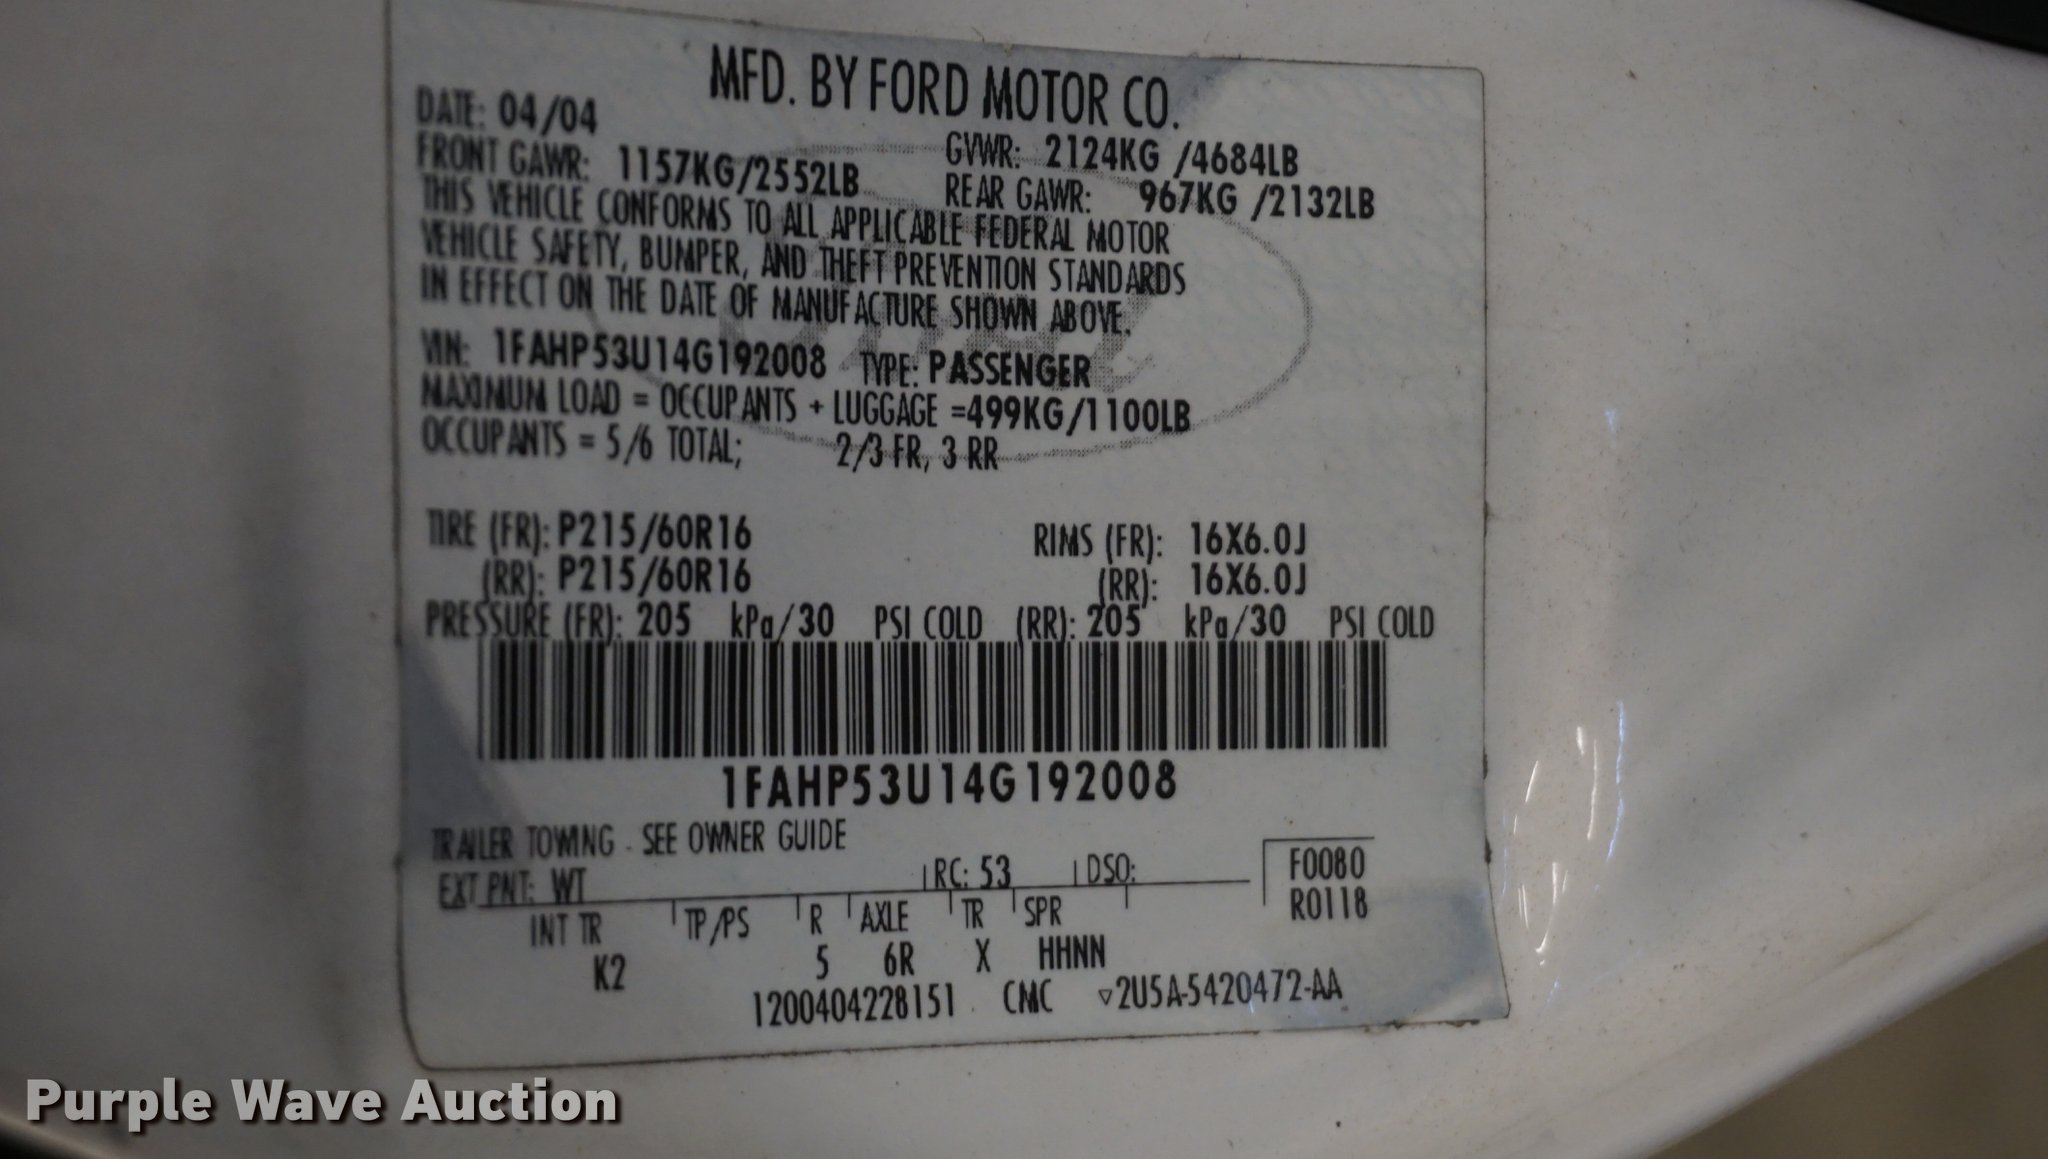 MFD. BY FORD MOTOR CO.
DATE: 04/04
GVWR: 2124KG /4684LB
FRONT GAWR: 1157KG/2552LB
REAR GAWR: 967KG /2132LB
THIS VEHICLE CONFORMS TO ALL APPLICABLE FEDERAL MOTOR
VEHICLE SAFETY, BUMPER, AND THEFT PREVENTION STANDARDS
IN EFFECT ON THE DATE OF MANUFACTURE SHOWN ABOVE.
VIN: 1FAHP53U14G192008 TYPE: PASSENGER
MAXIMUM LOAD = OCCUPANTS + LUGGAGE =499KG/1100LB
OCCUPANTS = 5/6 TOTAL; 2/3 FR, 3 RR
TIRE (FR): P215/60R16 RIMS (FR): 16X6.0J
(RR): P215/60R16 (RR): 16X6.0J
PRESSURE (FR): 205 kPa/30 PSI COLD (RR): 205 kPa/30 PSI COLD
1FAHP53U14G192008
TRAILER TOWING - SEE OWNER GUIDE
EXT PNT: WT RC: 53 DSO: F0080
R0118
INT TR TP/PS R AXLE TR SPR
K2 5 6R X HHNN
1200404228151 CMC ▽2U5A-5420472-AA
Purple Wave Auction